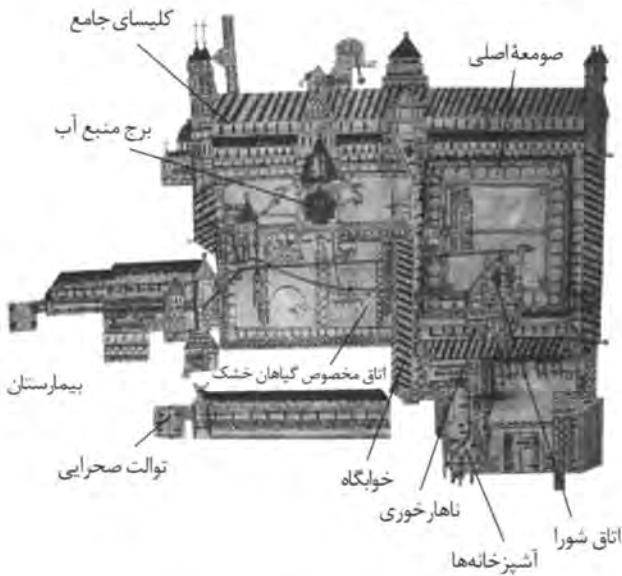 کلیسای جامع
صومعهٔ اصلی
برج منبع آب
اتاق مخصوص گیاهان خشک
بیمارستان
توالت صحرایی
خوابگاه
ناهارخوری
اتاق شورا
آشپزخانه‌ها